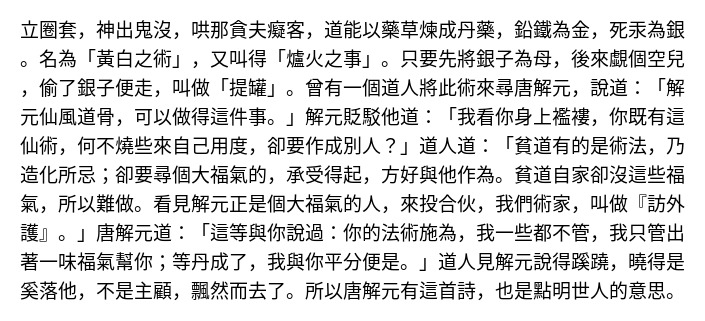 立圈套，神出鬼沒，哄那貪夫癡客，道能以藥草煉成丹藥，鉛鐵為金，死汞為銀
。名為「黃白之術」，又叫得「爐火之事」。只要先將銀子為母，後來覷個空兒
，偷了銀子便走，叫做「提罐」。曾有一個道人將此術來尋唐解元，說道：「解
元仙風道骨，可以做得這件事。」解元貶駁他道：「我看你身上襤褸，你既有這
仙術，何不燒些來自己用度，卻要作成別人？」道人道：「貧道有的是術法，乃
造化所忌；卻要尋個大福氣的，承受得起，方好與他作為。貧道自家卻沒這些福
氣，所以難做。看見解元正是個大福氣的人，來投合伙，我們術家，叫做『訪外
護』。」唐解元道：「這等與你說過：你的法術施為，我一些都不管，我只管出
著一味福氣幫你；等丹成了，我與你平分便是。」道人見解元說得蹊蹺，曉得是
奚落他，不是主顧，飄然而去了。所以唐解元有這首詩，也是點明世人的意思。